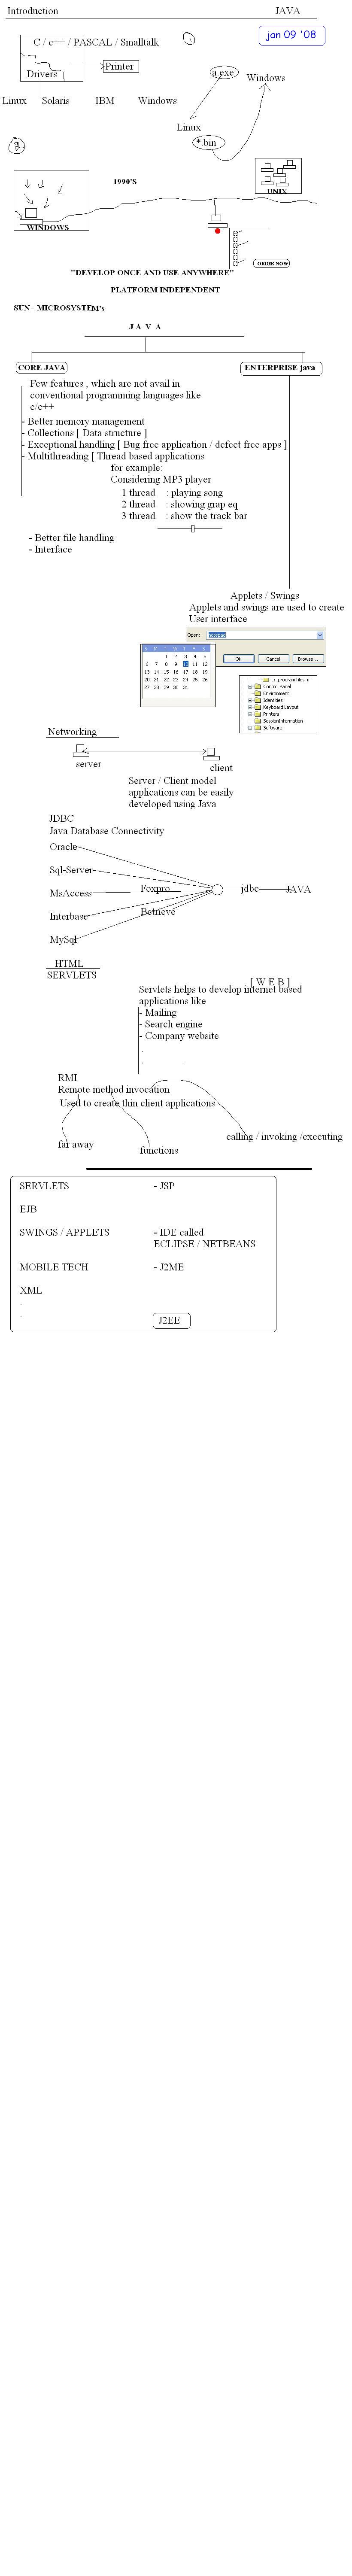 Introduction JAVA
jan 09 '08
C / c++ / PASCAL / Smalltalk
Printer
Drivers
a.exe
Windows
Linux Solaris IBM Windows
Linux
*.bin
1990'S
UNIX
WINDOWS
ORDER NOW
"DEVELOP ONCE AND USE ANYWHERE"
PLATFORM INDEPENDENT
SUN - MICROSYSTEM's
J A V A
CORE JAVA ENTERPRISE java
Few features , which are not avail in
conventional programming languages like
c/c++
- Better memory management
- Collections [ Data structure ]
- Exceptional handling [ Bug free application / defect free apps ]
- Multithreading [ Thread based applications
for example:
Considering MP3 player
1 thread : playing song
2 thread : showing grap eq
3 thread : show the track bar
- Better file handling
- Interface
Applets / Swings
Applets and swings are used to create
User interface
Open: notepad
OK Cancel Browse...
S M T W T F S
1 2 3 4 5
6 7 8 9 10 11 12
13 14 15 16 17 18 19
20 21 22 23 24 25 26
27 28 29 30 31
c:_program files_e
Control Panel
Environment
Identities
Keyboard Layout
Printers
SessionInformation
Software
Networking
server
client
Server / Client model
applications can be easily
developed using Java
JDBC
Java Database Connectivity
Oracle
Sql-Server
MsAccess Foxpro jdbc JAVA
Interbase Betrieve
MySql
HTML
SERVLETS
[ W E B ]
Servlets helps to develop internet based
applications like
- Mailing
- Search engine
- Company website
.
.
RMI
Remote method invocation
Used to create thin client applications
calling / invoking /executing
far away
functions
SERVLETS - JSP
EJB
SWINGS / APPLETS - IDE called
ECLIPSE / NETBEANS
MOBILE TECH - J2ME
XML
.
.
J2EE